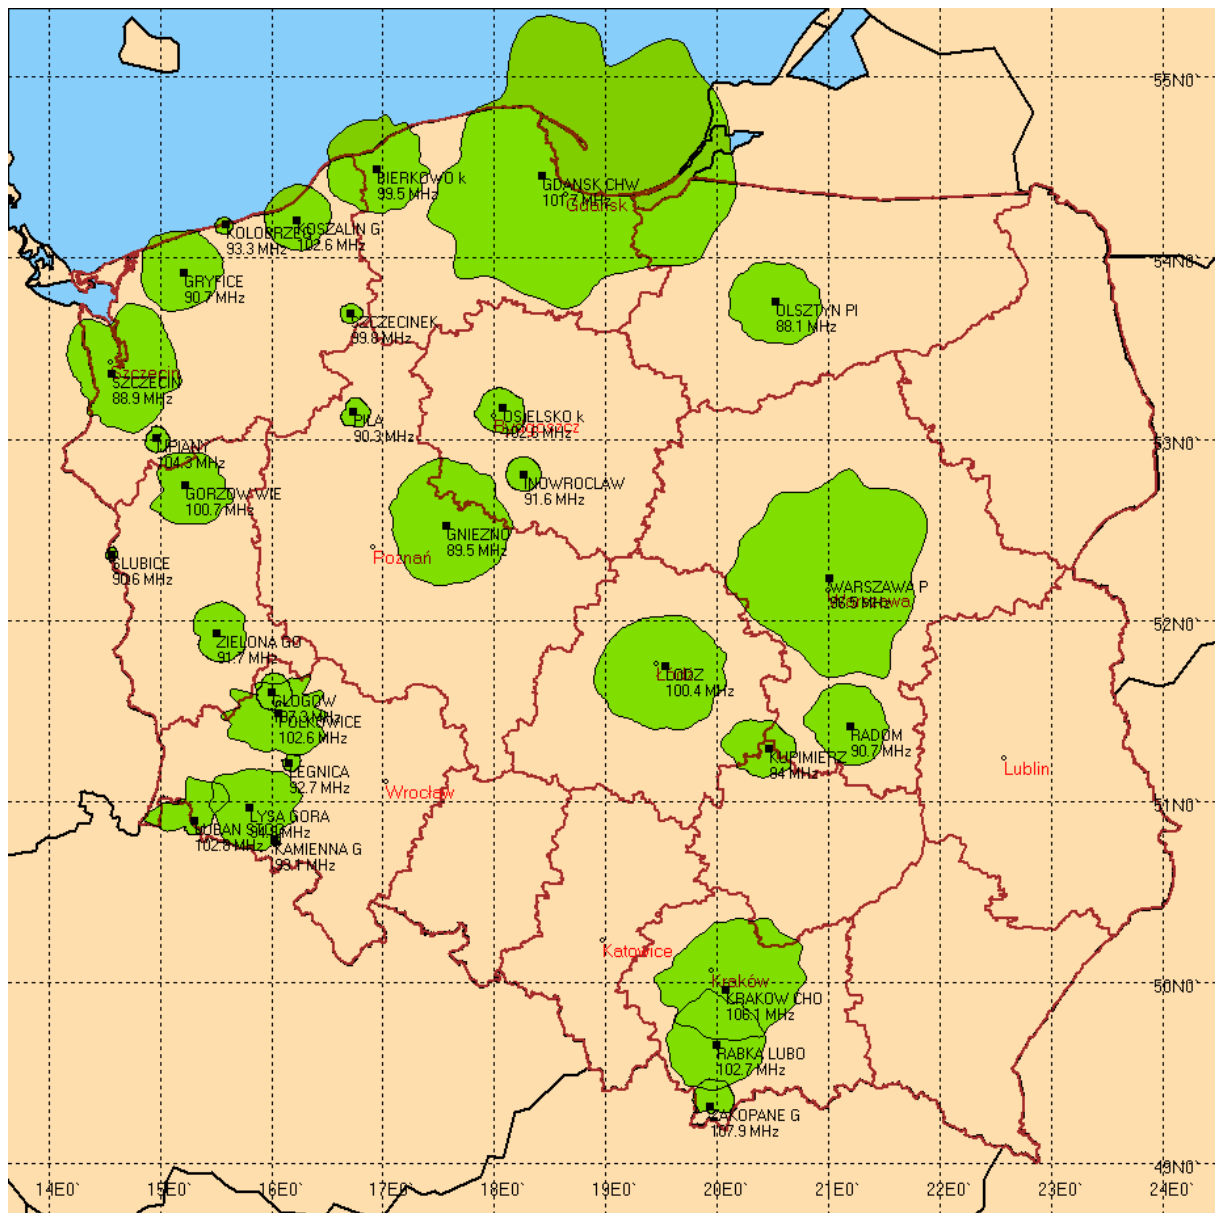 55N0'
BIERKOWO k
99.5 MHz
GDANSK CHW
101.7 MHz
Gdańsk
KOLOBRZEG
93.3 MHz
KOSZALIN G
102.6 MHz
54N0'
GRYFICE
90.7 MHz
OLSZTYN PI
88.1 MHz
SZCZECINEK
99.8 MHz
Szczecin
SZCZECIN
88.9 MHz
PILA
90.3 MHz
OSIELSKO k
Bydgoszcz
53N0'
LIPIANY
104.3 MHz
GORZOW WIE
100.7 MHz
INOWROCLAW
91.6 MHz
GNIEZNO
89.5 MHz
Poznań
SLUBICE
90.6 MHz
WARSZAWA P
Warszawa
52N0'
ZIELONA GO
91.7 MHz
Łódź
LODZ
100.4 MHz
GLOGOW
POLKOWICE
102.6 MHz
RADOM
90.7 MHz
KUPIMIERZ
94 MHz
LEGNICA
92.7 MHz
Lublin
Wrocław
51N0'
LYSA GORA
LUBAN
102.8 MHz
KAMIENNA G
93.1 MHz
Katowice
Kraków
50N0'
KRAKOW CHO
106.1 MHz
RABKA LUBO
102.7 MHz
ZAKOPANE G
107.9 MHz
49N0'
14E0' 15E0' 16E0' 17E0' 18E0' 19E0' 20E0' 21E0' 22E0' 23E0' 24E0'